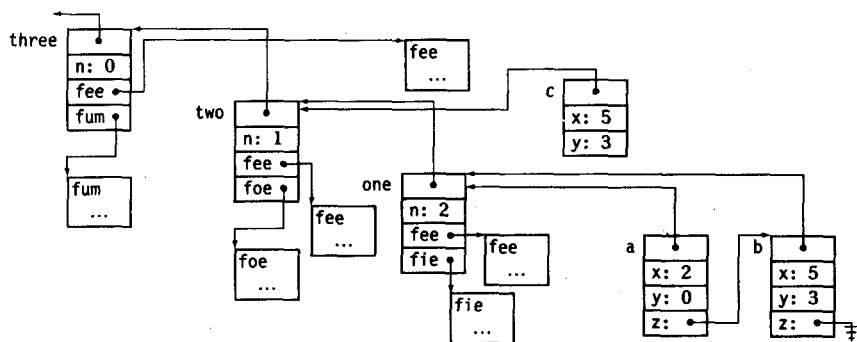 three
n: 0
fee
fum
fum
...
fee
...
two
n: 1
fee
foe
foe
...
fee
...
c
x: 5
y: 3
one
n: 2
fee
fie
fee
...
fie
...
a
x: 2
y: 0
z:
b
x: 5
y: 3
z: